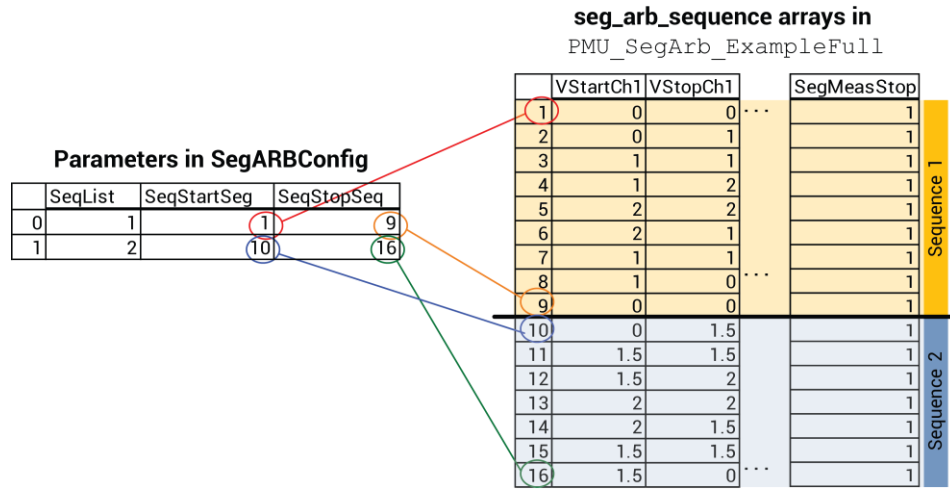 seg_arb_sequence arrays in
PMU_SegArb_ExampleFull
VStartCh1 VStopCh1 SegMeasStop
1 0 0 ... 1
2 0 1 1
3 1 1 1
4 1 2 1
5 2 2 1
6 2 1 1
7 1 1 1
8 1 0 ... 1
9 0 0 1
10 0 1.5 1
11 1.5 1.5 1
12 1.5 2 1
13 2 2 1
14 2 1.5 1
15 1.5 1.5 1
16 1.5 0 ... 1
Sequence 1
Sequence 2
Parameters in SegARBConfig
SeqList SeqStartSeg SeqStopSeq
0 1 1 9
1 2 10 16